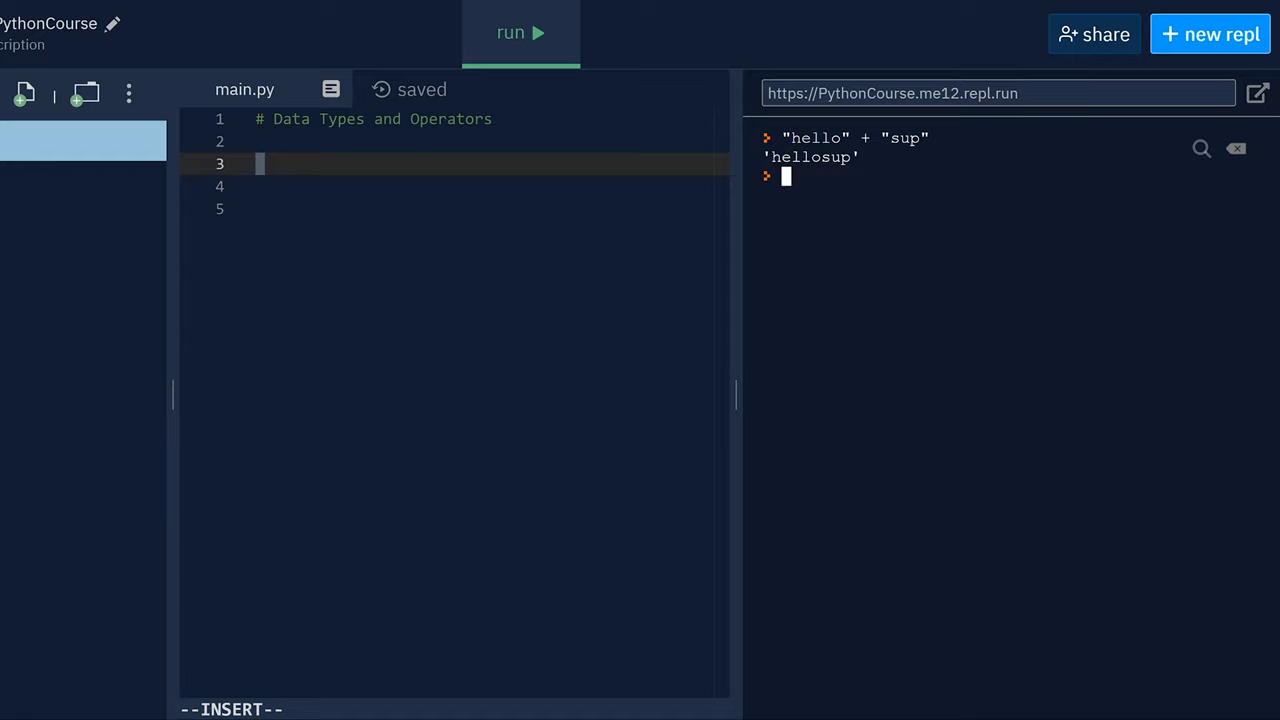 PythonCourse
cription
run
share
+ new repl
main.py
saved
https://PythonCourse.me12.repl.run
1 # Data Types and Operators
2
3
4
5
> "hello" + "sup"
'hellosup'
>
--INSERT--